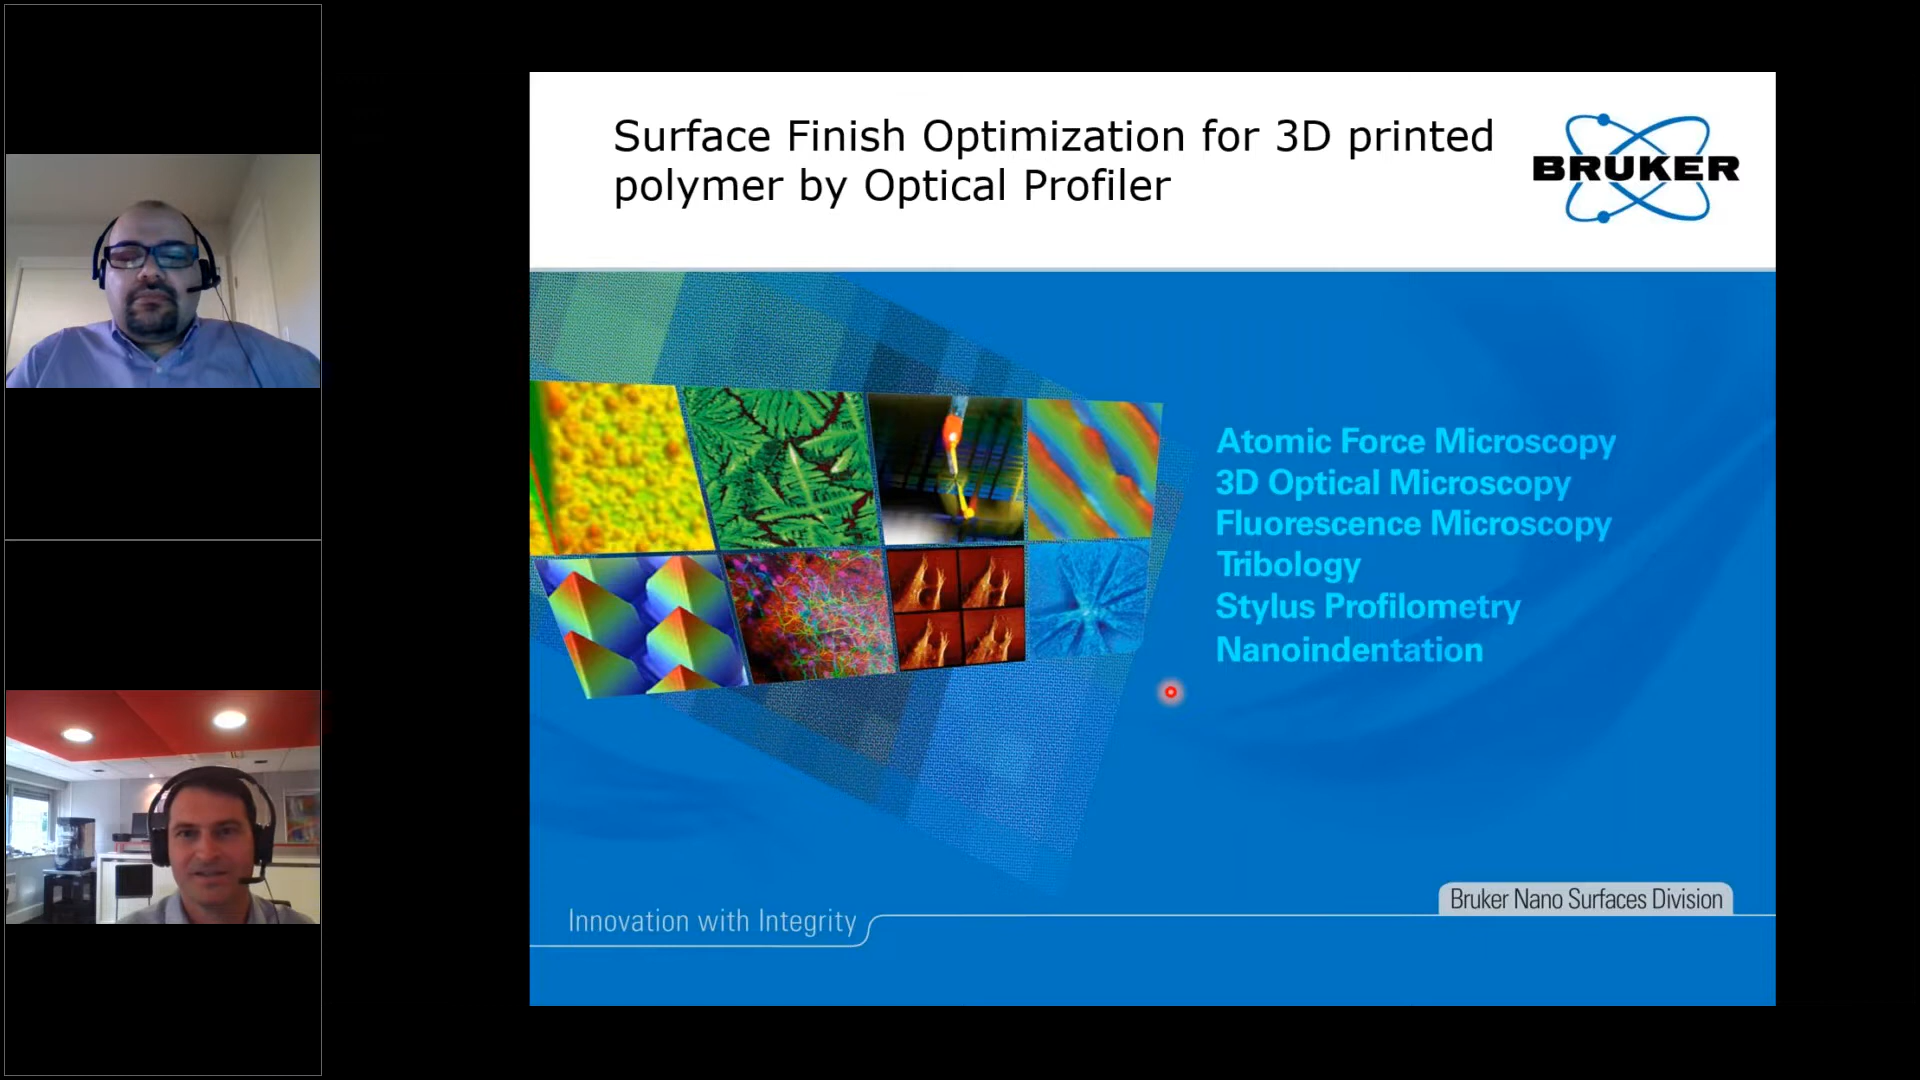 Surface Finish Optimization for 3D printed
polymer by Optical Profiler
BRUKER
Atomic Force Microscopy
3D Optical Microscopy
Fluorescence Microscopy
Tribology
Stylus Profilometry
Nanoindentation
Innovation with Integrity
Bruker Nano Surfaces Division